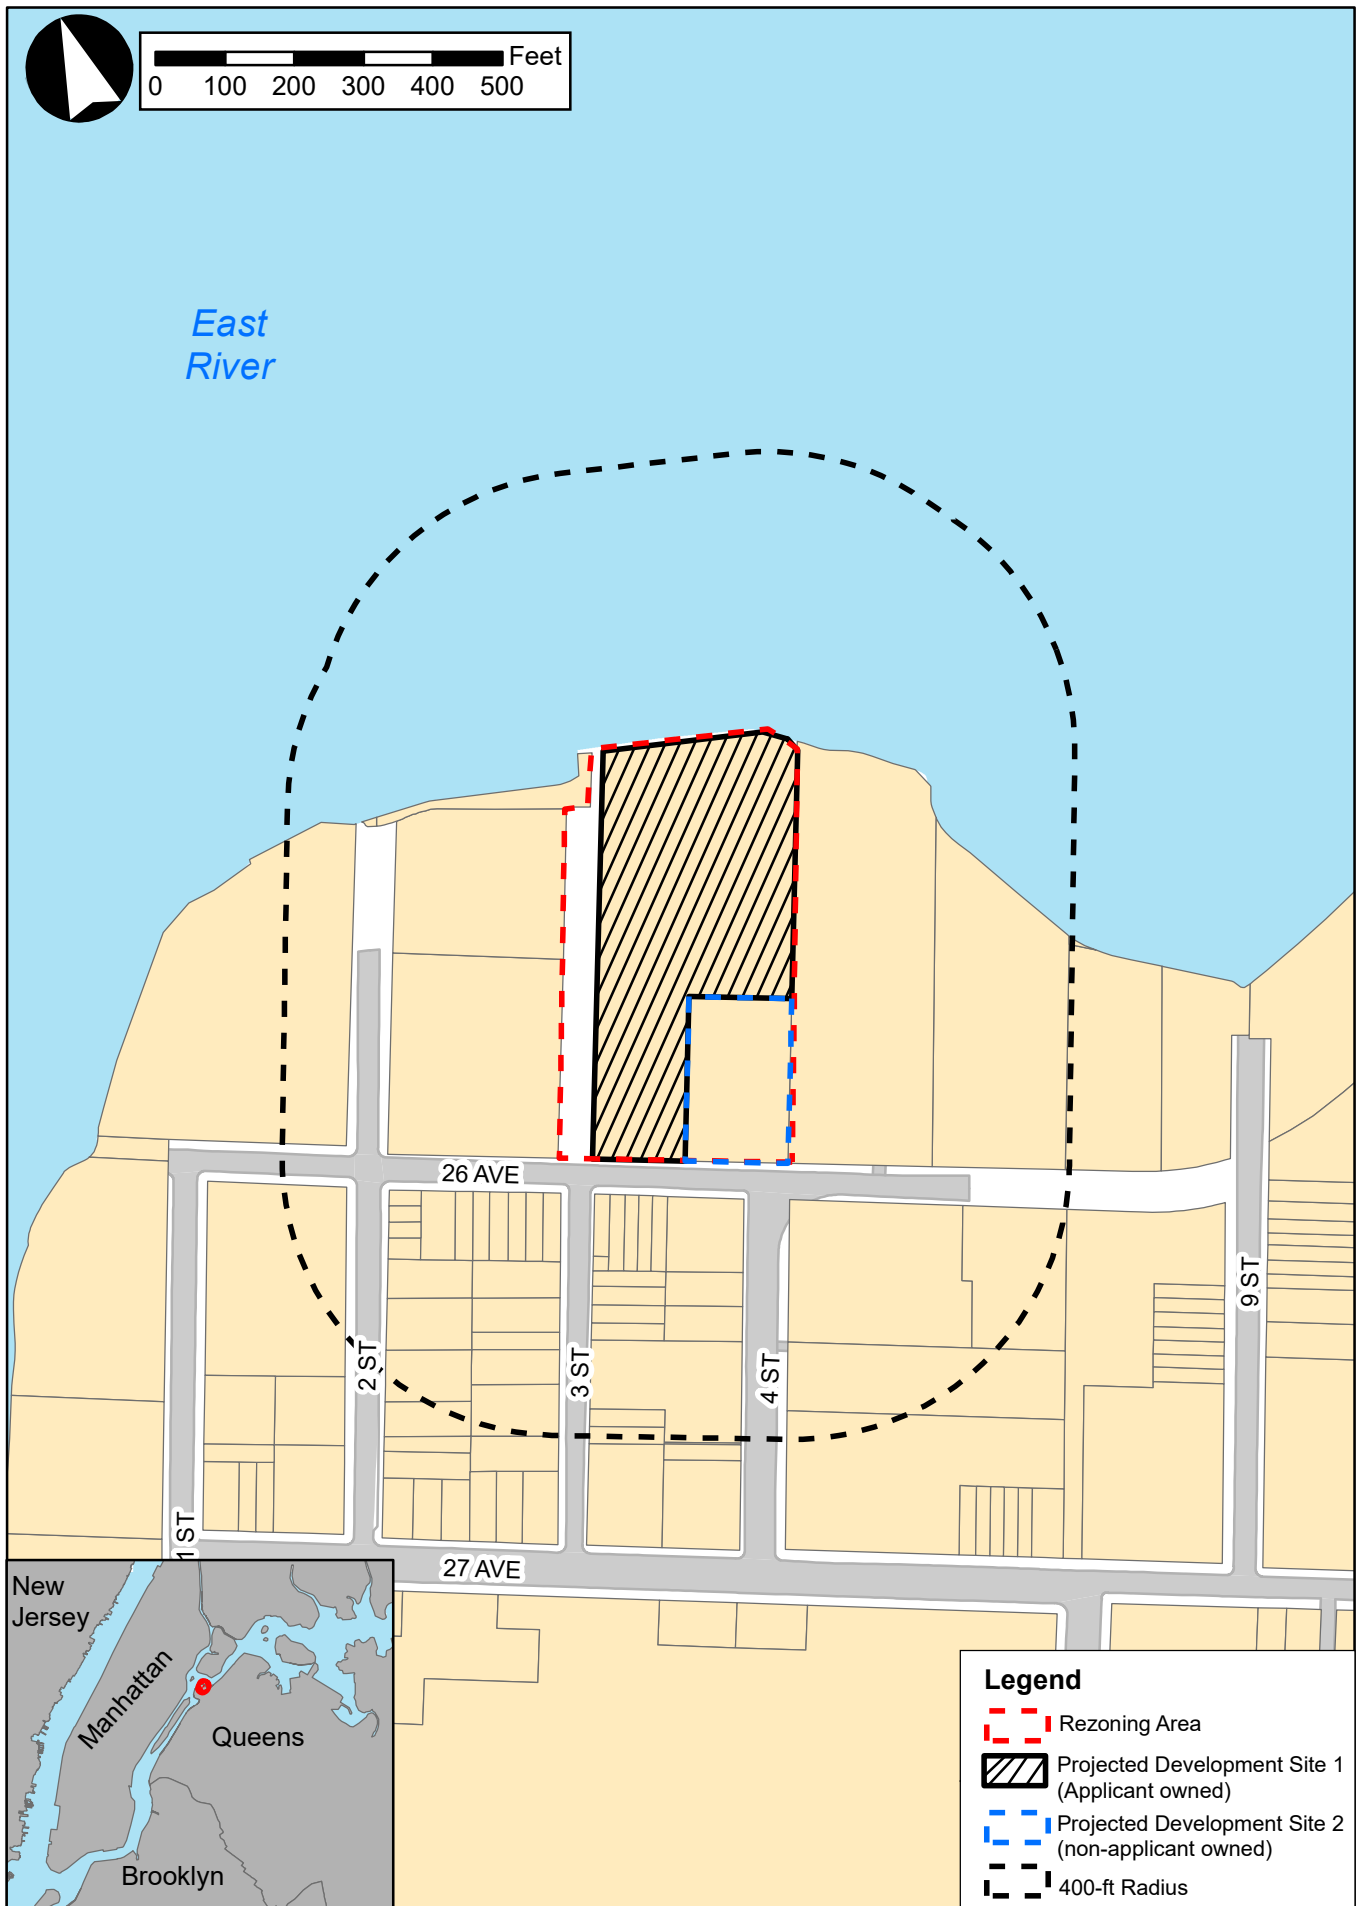 Feet
0 100 200 300 400 500
East
River
26 AVE
2 ST
3 ST
4 ST
9 ST
1 ST
27 AVE
New
Jersey
Manhattan
Queens
Brooklyn
Legend
Rezoning Area
Projected Development Site 1
(Applicant owned)
Projected Development Site 2
(non-applicant owned)
400-ft Radius